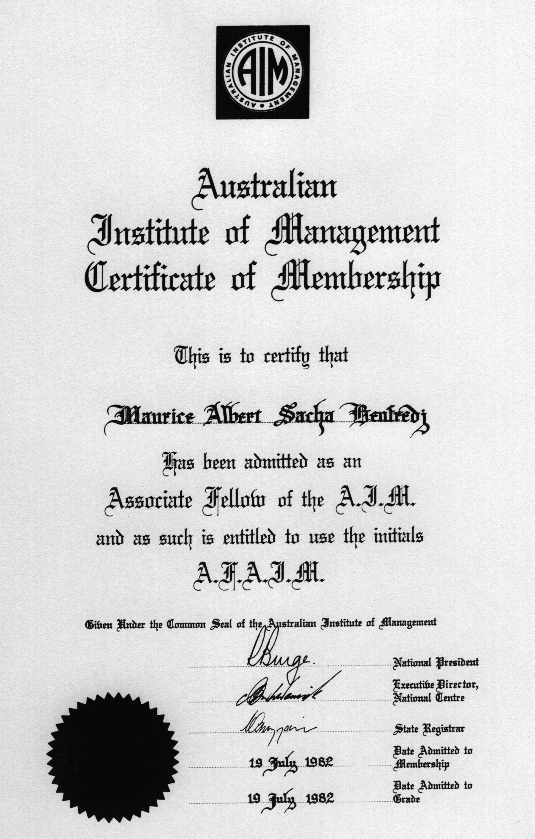 AUSTRALIAN INSTITUTE OF MANAGEMENT
AIM
Australian
Institute of Management
Certificate of Membership
This is to certify that
Maurice Albert Sacha
Has been admitted as an
Associate Fellow of the A.I.M.
and as such is entitled to use the initials
A.F.A.I.M.
Given Under the Common Seal of the Australian Institute of Management
Burge. National President
Executive Director,
National Centre
State Registrar
19 July 1982 Date Admitted to
Membership
19 July 1982 Date Admitted to
Grade